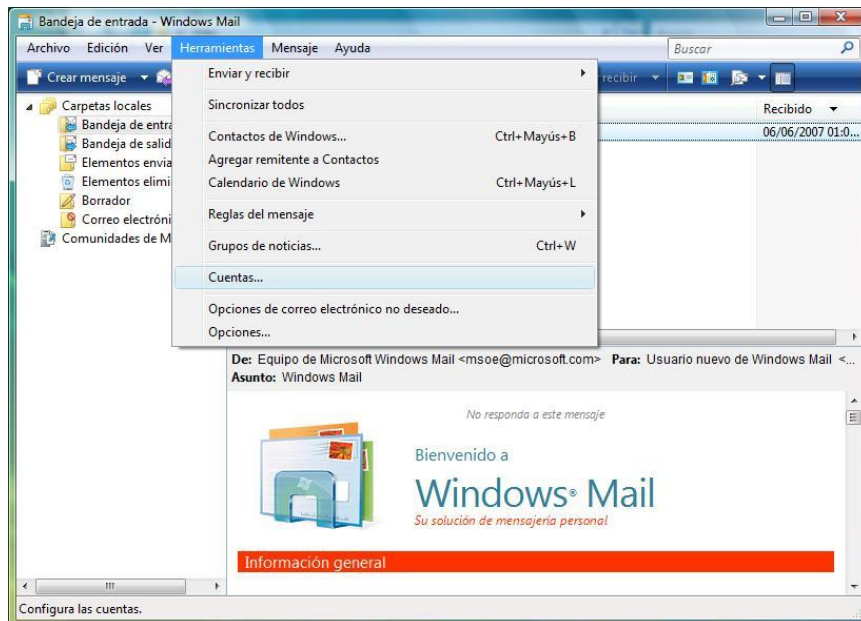 Bandeja de entrada - Windows Mail
Archivo Edición Ver Herramientas Mensaje Ayuda Buscar
Crear mensaje recibir
Enviar y recibir
Sincronizar todos
Contactos de Windows... Ctrl+Mayús+B
Agregar remitente a Contactos
Calendario de Windows Ctrl+Mayús+L
Reglas del mensaje
Grupos de noticias... Ctrl+W
Cuentas...
Opciones de correo electrónico no deseado...
Opciones...
Carpetas locales
Bandeja de entra
Bandeja de salid
Elementos envia
Elementos elimi
Borrador
Correo electróni
Comunidades de M
Recibido
06/06/2007 01:0...
De: Equipo de Microsoft Windows Mail <msoe@microsoft.com> Para: Usuario nuevo de Windows Mail <...
Asunto: Windows Mail
No responda a este mensaje
Bienvenido a
Windows® Mail
Su solución de mensajería personal
Información general
Configura las cuentas.